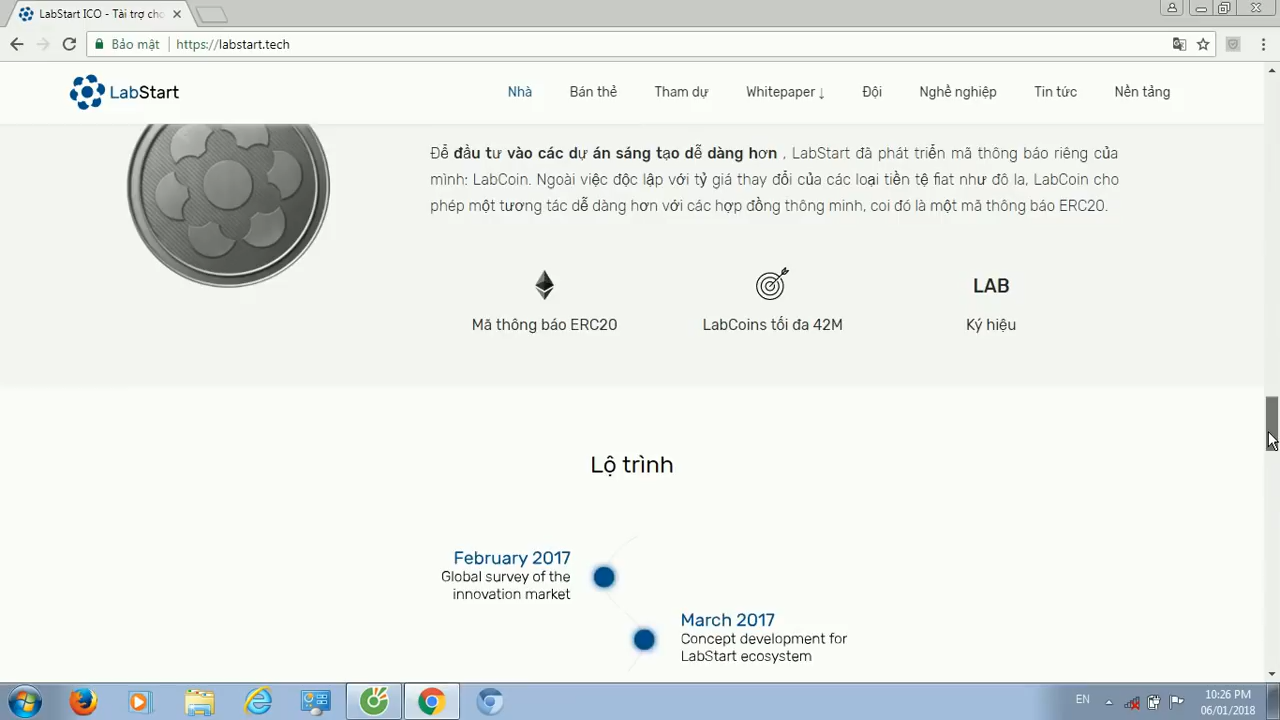 LabStart ICO - Tài trợ cho
Bảo mật
https://labstart.tech
LabStart
Nhà
Bán thẻ
Tham dự
Whitepaper ↓
Đội
Nghề nghiệp
Tin tức
Nền tảng
Để đầu tư vào các dự án sáng tạo dễ dàng hơn , LabStart đã phát triển mã thông báo riêng của
mình: LabCoin. Ngoài việc độc lập với tỷ giá thay đổi của các loại tiền tệ fiat như đô la, LabCoin cho
phép một tương tác dễ dàng hơn với các hợp đồng thông minh, coi đó là một mã thông báo ERC20.
LAB
Mã thông báo ERC20
LabCoins tối đa 42M
Ký hiệu
Lộ trình
February 2017
Global survey of the
innovation market
March 2017
Concept development for
LabStart ecosystem
EN
10:26 PM
06/01/2018